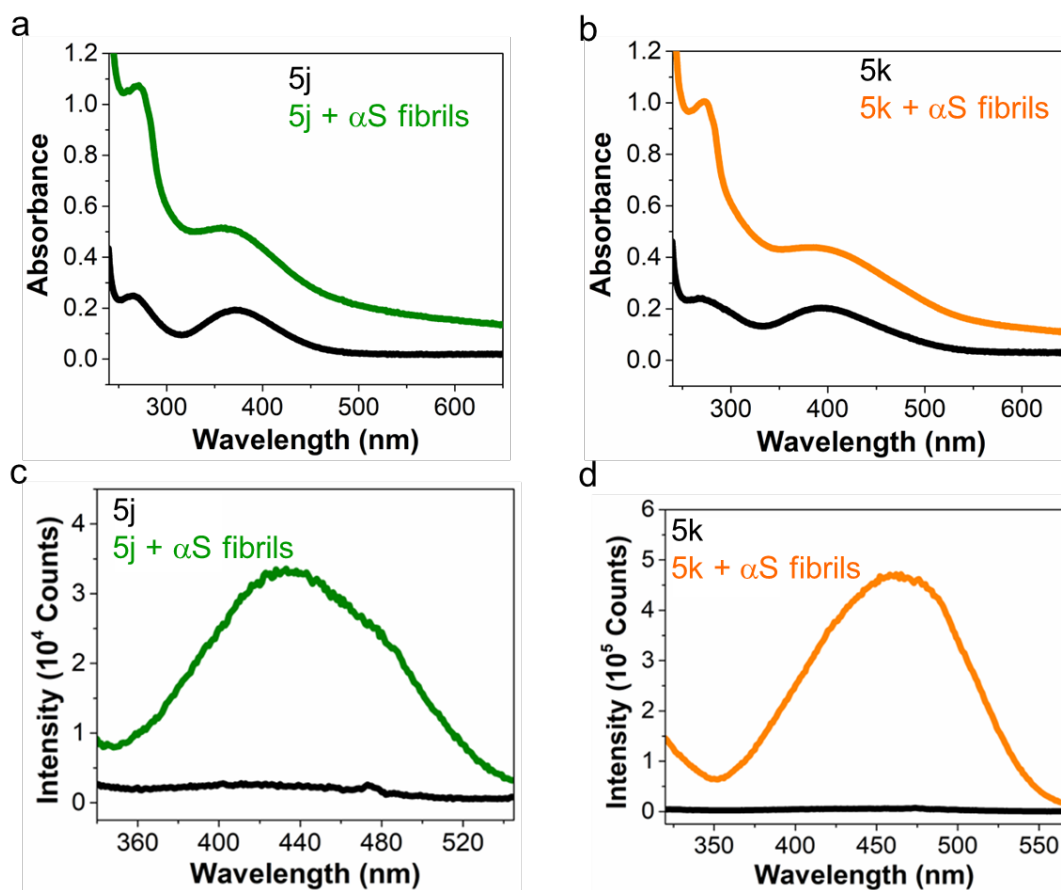 a
1.2
1.0
0.8
0.6
0.4
0.2
0.0
Absorbance
5j
5j + αS fibrils
300 400 500 600
Wavelength (nm)
b
1.2
1.0
0.8
0.6
0.4
0.2
0.0
Absorbance
5k
5k + αS fibrils
300 400 500 600
Wavelength (nm)
c
4
3
2
1
0
Intensity (10⁴ Counts)
5j
5j + αS fibrils
360 400 440 480 520
Wavelength (nm)
d
6
5
4
3
2
1
0
Intensity (10⁵ Counts)
5k
5k + αS fibrils
350 400 450 500 550
Wavelength (nm)